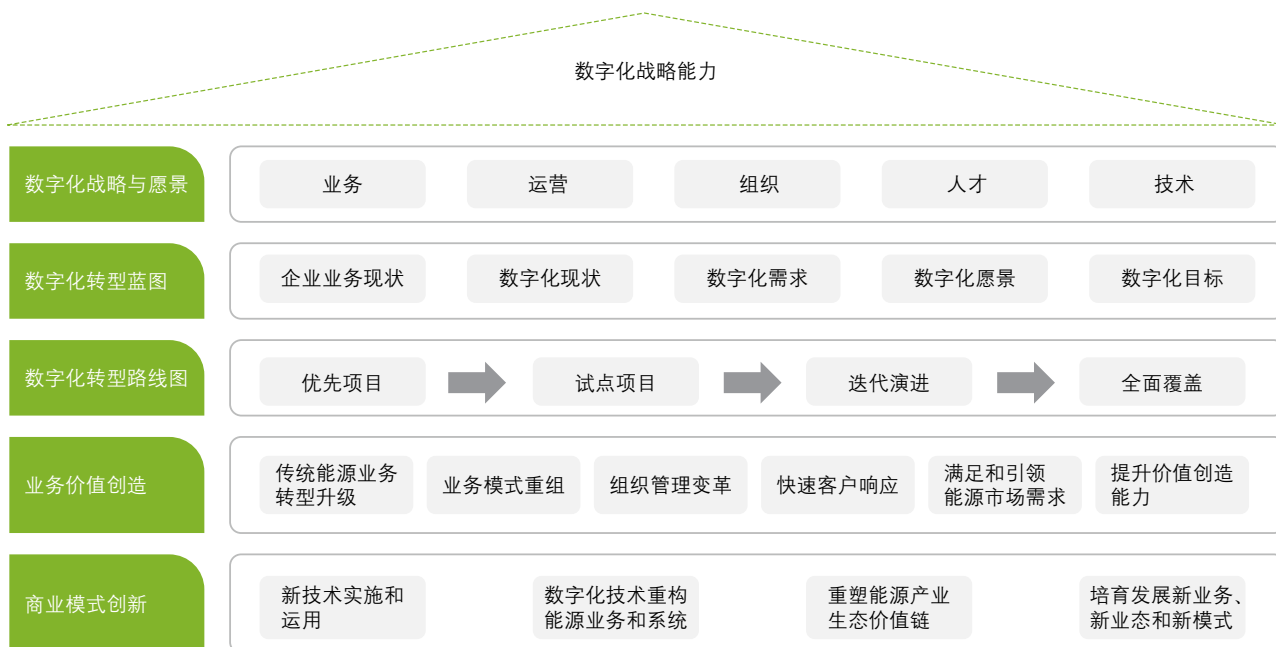 数字化战略能力
数字化战略与愿景
业务
运营
组织
人才
技术
数字化转型蓝图
企业业务现状
数字化现状
数字化需求
数字化愿景
数字化目标
数字化转型路线图
优先项目
试点项目
迭代演进
全面覆盖
业务价值创造
传统能源业务
转型升级
业务模式重组
组织管理变革
快速客户响应
满足和引领
能源市场需求
提升价值创造
能力
商业模式创新
新技术实施和
运用
数字化技术重构
能源业务和系统
重塑能源产业
生态价值链
培育发展新业务、
新业态和新模式